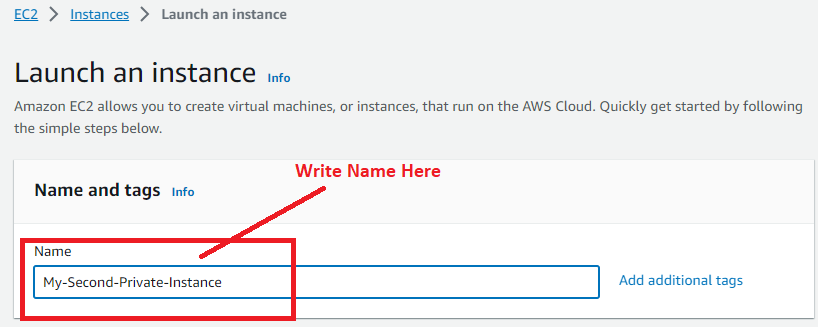 EC2 > Instances > Launch an instance
Launch an instance Info
Amazon EC2 allows you to create virtual machines, or instances, that run on the AWS Cloud. Quickly get started by following
the simple steps below.
Write Name Here
Name and tags Info
Name
My-Second-Private-Instance
Add additional tags